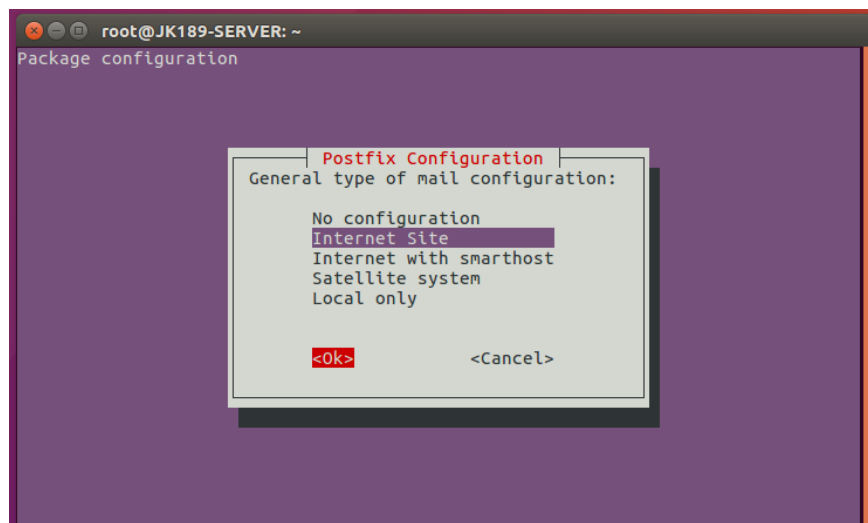 root@JK189-SERVER: ~
Package configuration
Postfix Configuration
General type of mail configuration:
No configuration
Internet Site
Internet with smarthost
Satellite system
Local only
<Ok> <Cancel>